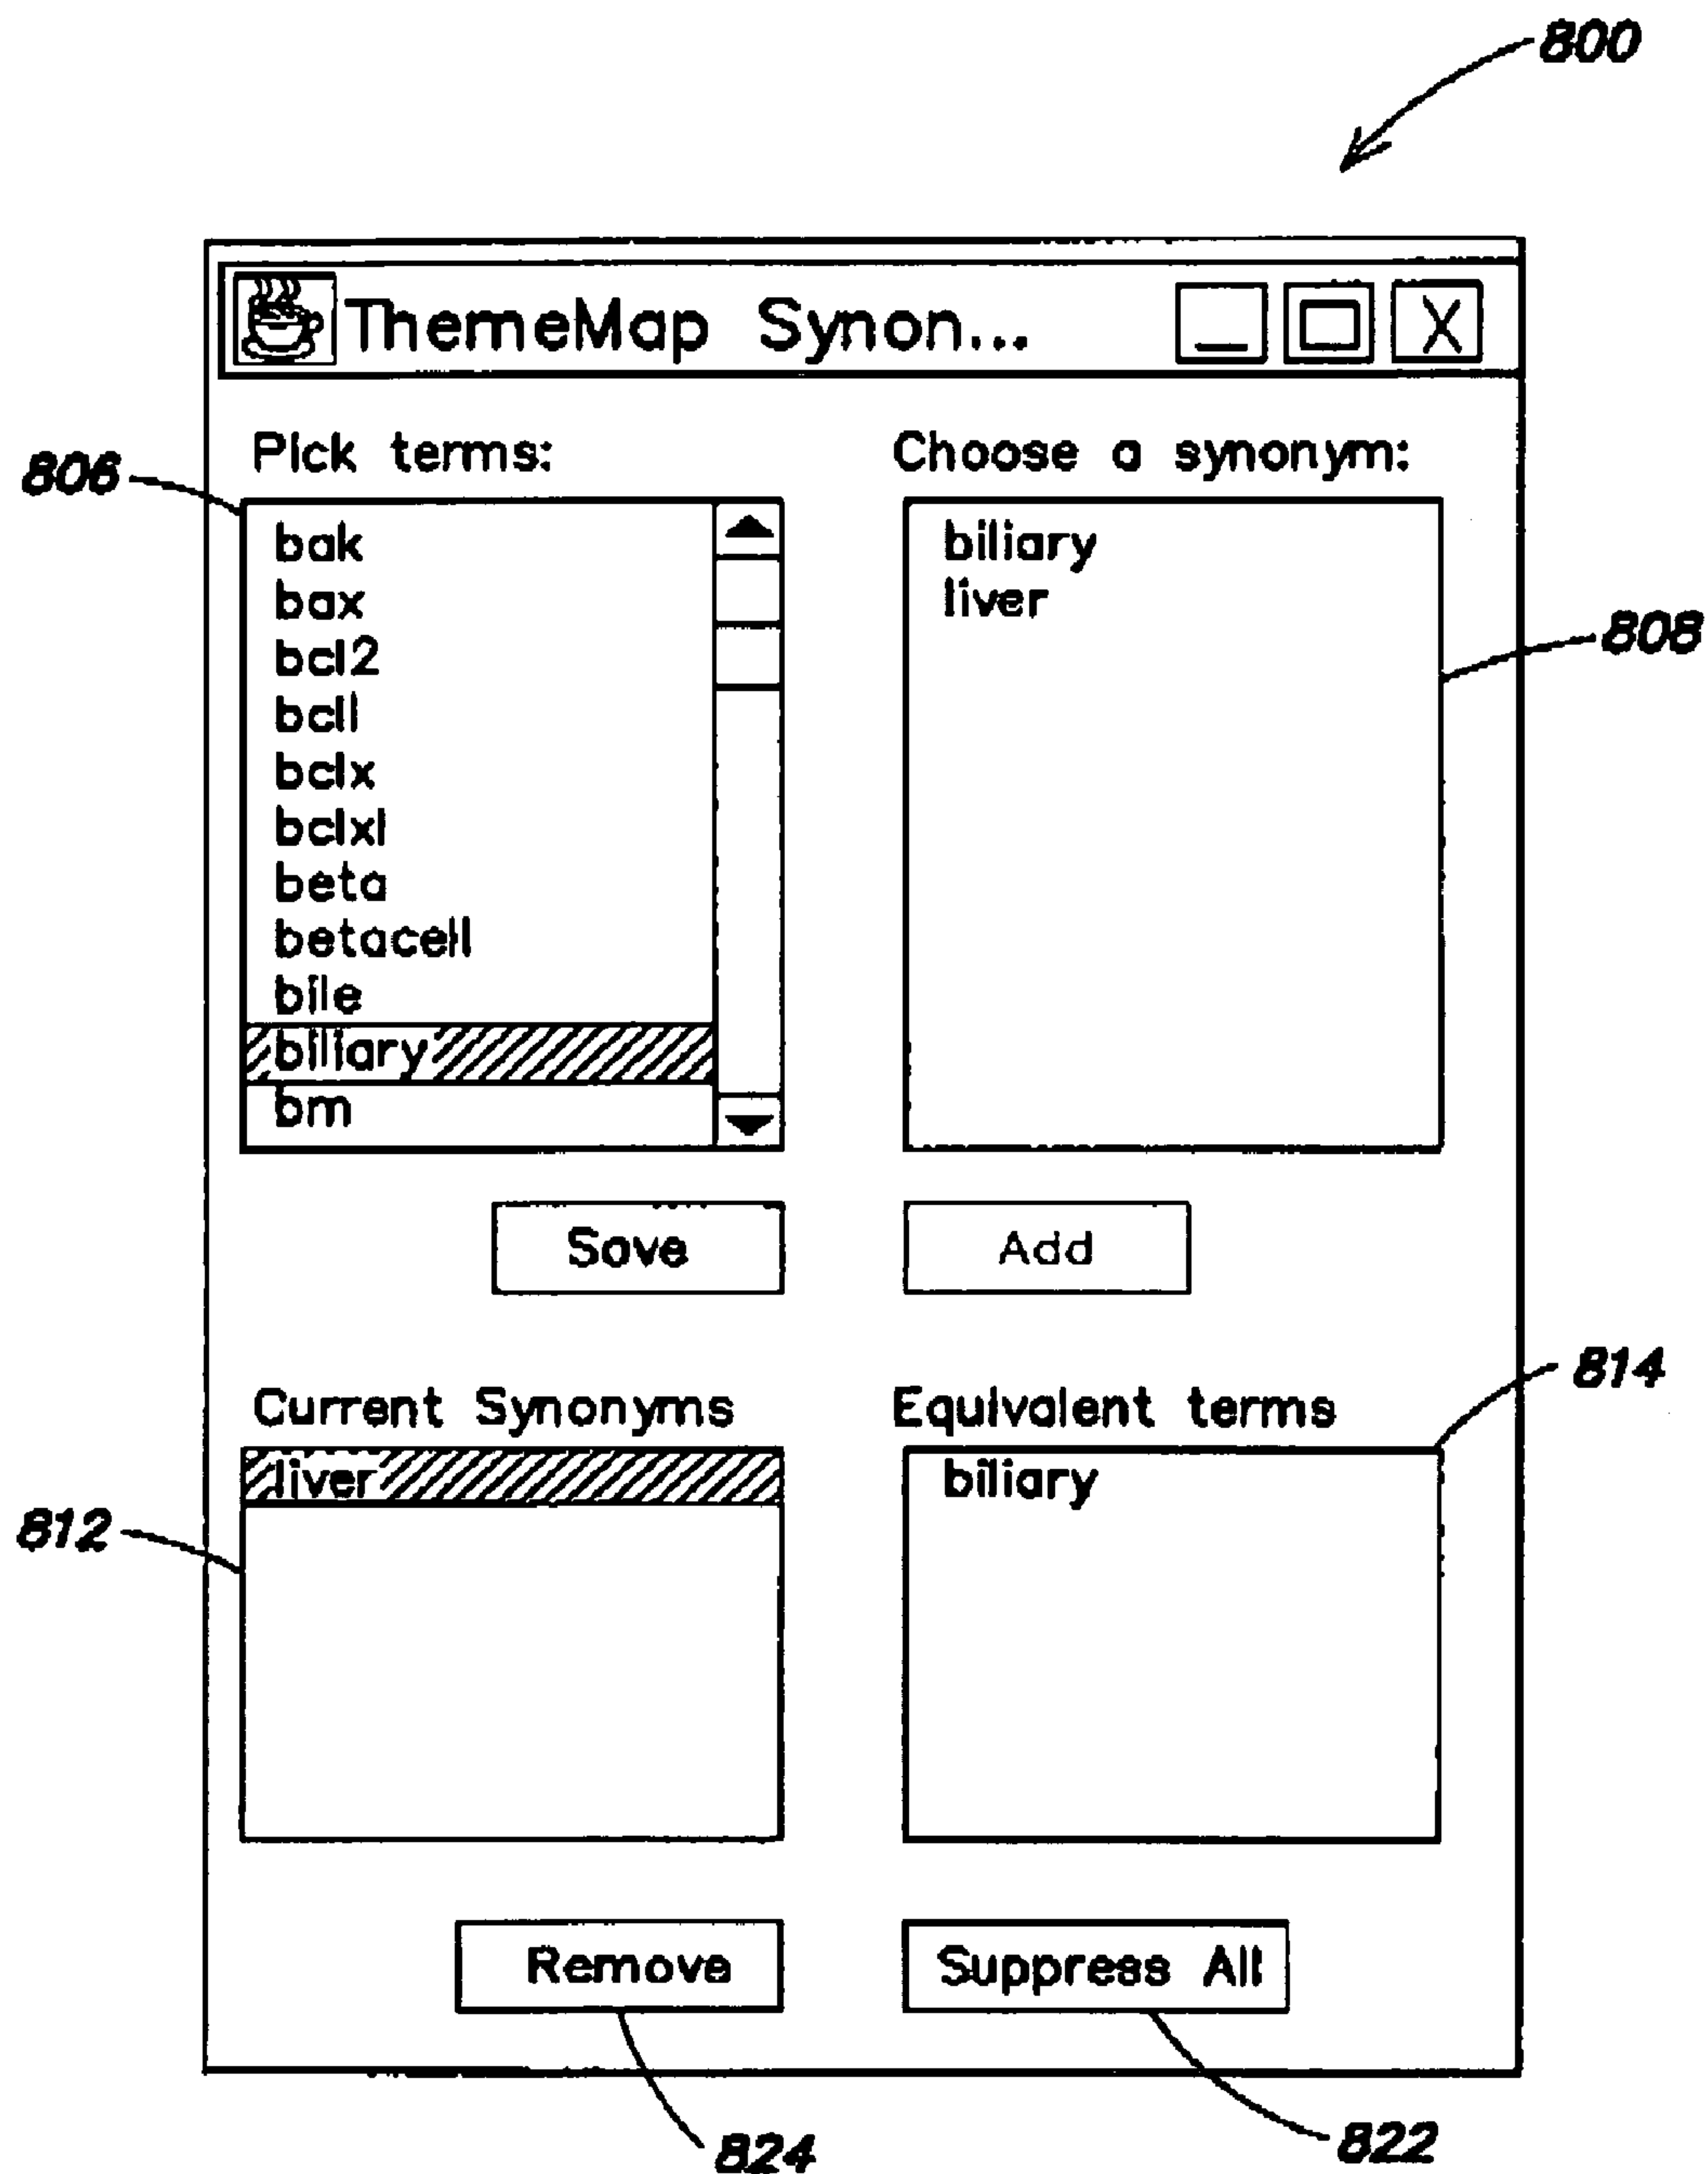 800
ThemeMap Synon...
Pick terms:
Choose a synonym:
806
bak
bax
bcl2
bcll
bclx
bclxl
beta
betacell
bile
biliary
bm
biliary
liver
808
Save
Add
Current Synonyms
Equivalent terms
814
liver
biliary
812
Remove
Suppress All
824
822